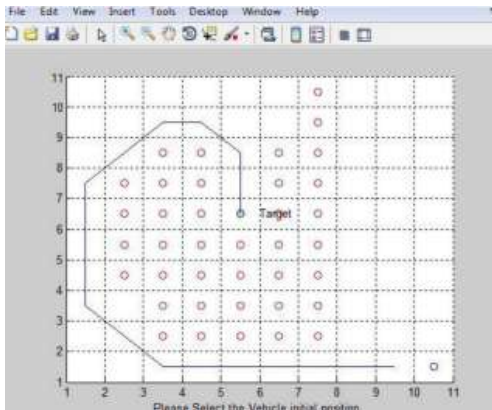 File Edit View Insert Tools Desktop Window Help
11
10
9
8
7
6
5
4
3
2
1
Target
1 2 3 4 5 6 7 8 9 10 11
Please Select the Vehicle initial position